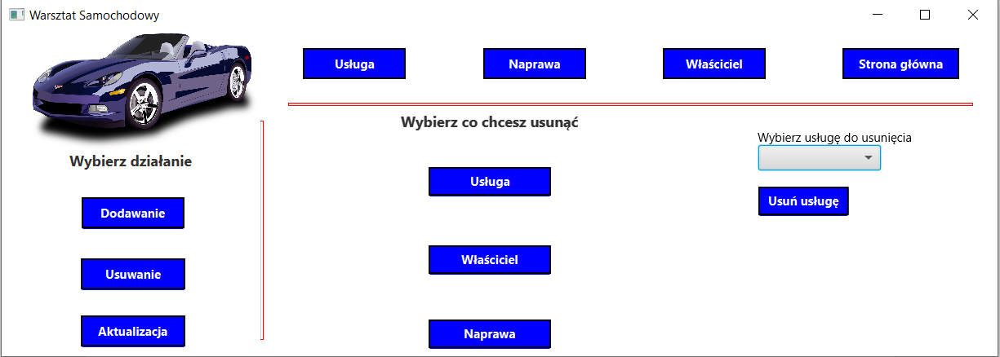 Warsztat Samochodowy
Usługa
Naprawa
Właściciel
Strona główna
Wybierz działanie
Dodawanie
Usuwanie
Aktualizacja
Wybierz co chcesz usunąć
Usługa
Właściciel
Naprawa
Wybierz usługę do usunięcia
Usuń usługę